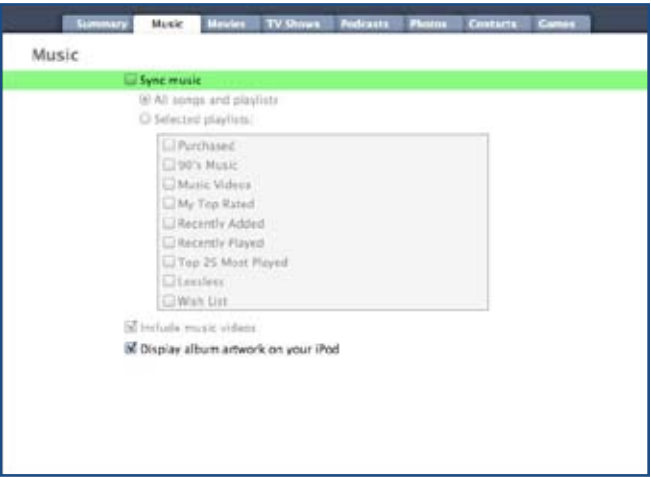 Summary Music Movies TV Shows Podcasts Photos Contacts Games
Music
Sync music
All songs and playlists
Selected playlists:
Purchased
90's Music
Music Videos
My Top Rated
Recently Added
Recently Played
Top 25 Most Played
Lossless
Wish List
Include music videos
Display album artwork on your iPod